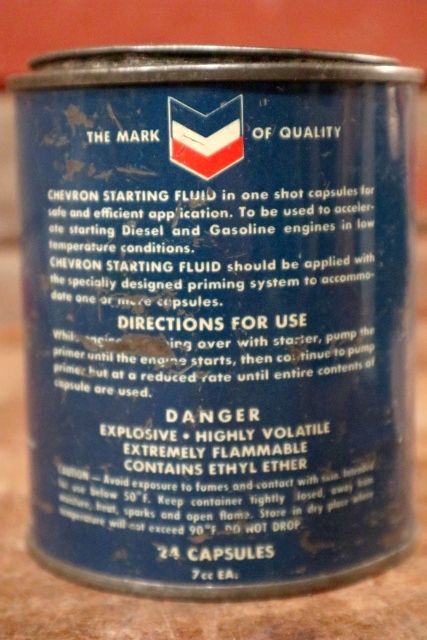 THE MARK OF QUALITY
CHEVRON STARTING FLUID in one shot capsules for
safe and efficient application. To be used to acceler-
ate starting Diesel and Gasoline engines in low
temperature conditions.
CHEVRON STARTING FLUID should be applied with
the specially designed priming system to accommo-
date one or more capsules.
DIRECTIONS FOR USE
While engine over with starter, pump the
primer until the engine starts, then continue to pump
primer but at a reduced rate until entire contents of
capsule are used.
DANGER
EXPLOSIVE • HIGHLY VOLATILE
EXTREMELY FLAMMABLE
CONTAINS ETHYL ETHER
CAUTION — Avoid exposure to fumes and contact with skin. Intended
for use below 50°F. Keep container tightly closed, away from
moisture, heat, sparks and open flame. Store in dry place where
temperature will not exceed 90°F. DO NOT DROP.
24 CAPSULES
7cc EA.